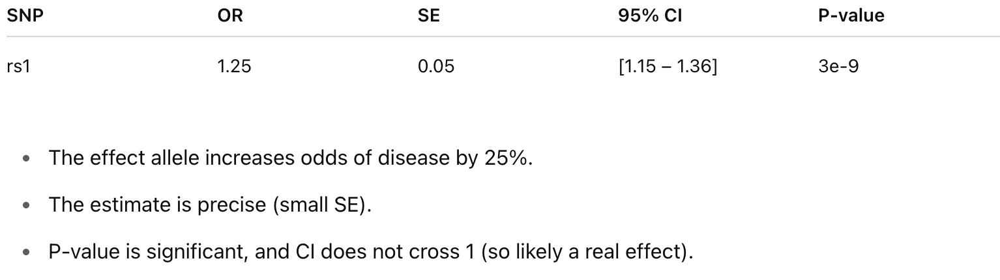 SNP OR SE 95% CI P-value
rs1 1.25 0.05 [1.15 – 1.36] 3e-9
• The effect allele increases odds of disease by 25%.
• The estimate is precise (small SE).
• P-value is significant, and CI does not cross 1 (so likely a real effect).